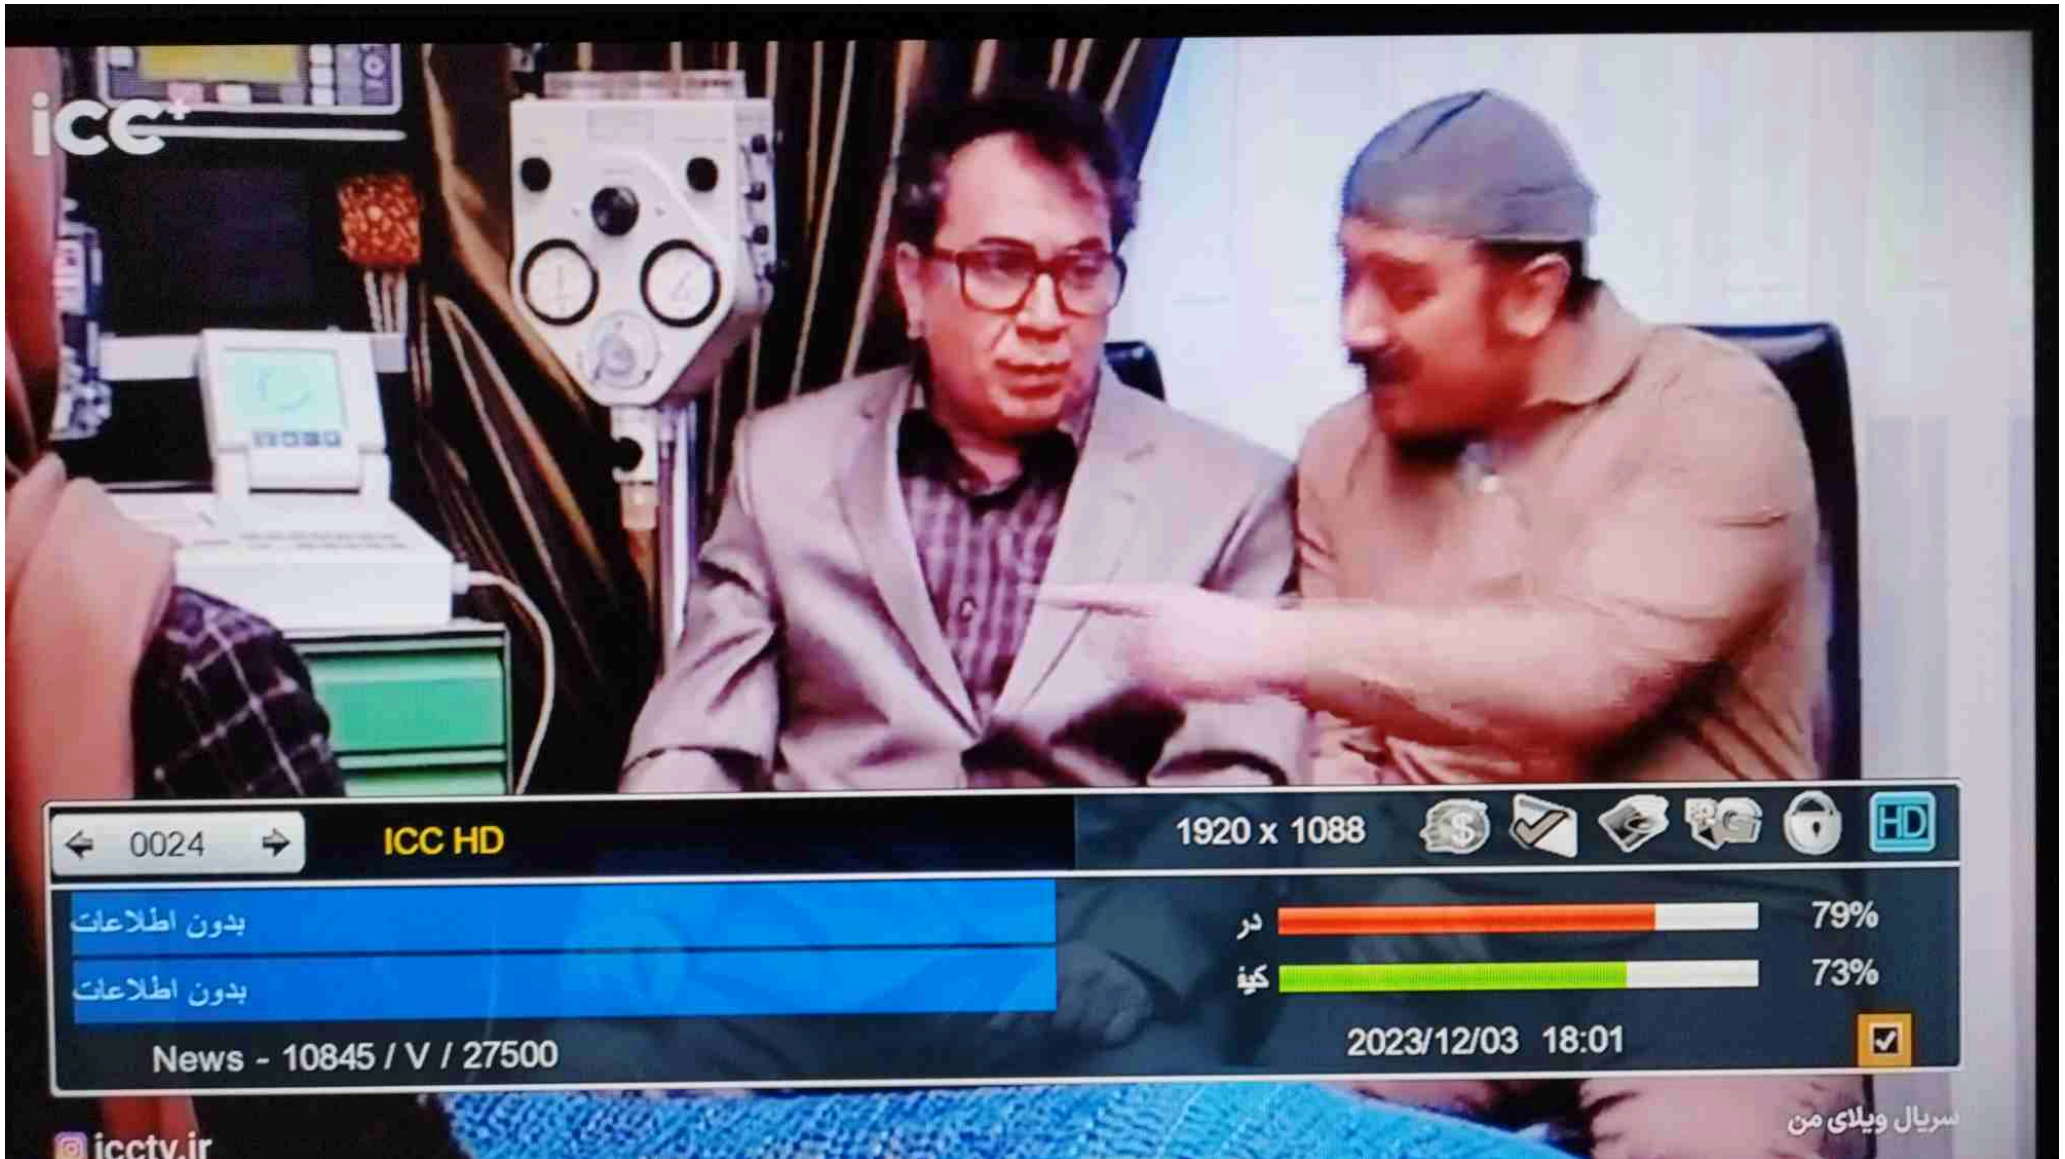 icc+
0024
ICC HD
1920 x 1088
HD
بدون اطلاعات
در
79%
بدون اطلاعات
کیف
73%
News - 10845 / V / 27500
2023/12/03 18:01
سریال ویلای من
icctv.ir